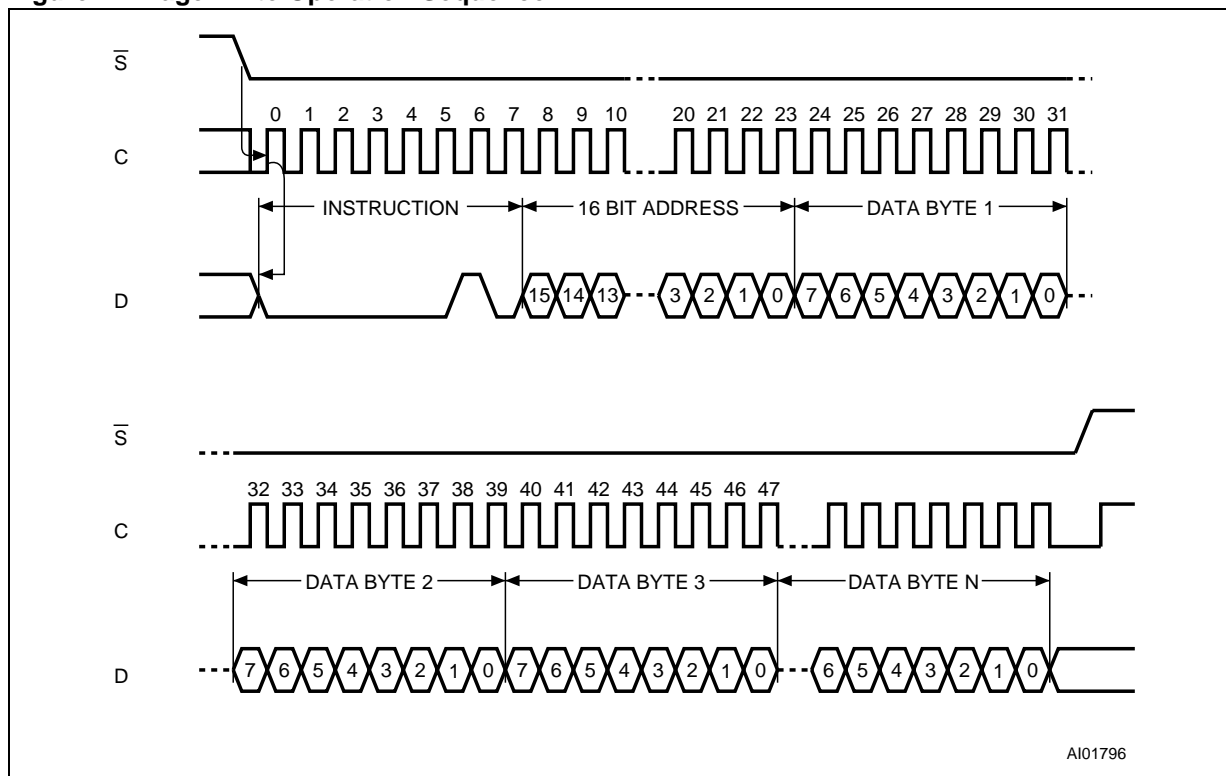 S
0 1 2 3 4 5 6 7 8 9 10 20 21 22 23 24 25 26 27 28 29 30 31
C
INSTRUCTION 16 BIT ADDRESS DATA BYTE 1
D 15 14 13 3 2 1 0 7 6 5 4 3 2 1 0
S
32 33 34 35 36 37 38 39 40 41 42 43 44 45 46 47
C
DATA BYTE 2 DATA BYTE 3 DATA BYTE N
D 7 6 5 4 3 2 1 0 7 6 5 4 3 2 1 0 6 5 4 3 2 1 0
AI01796